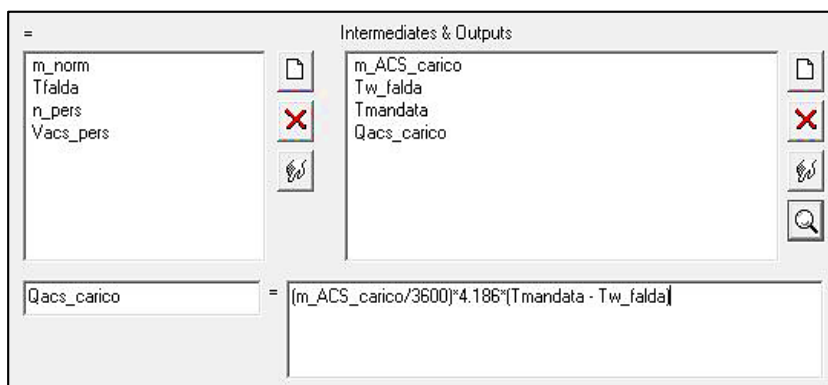 =
Intermediates & Outputs
m_norm
Tfalda
n_pers
Vacs_pers
m_ACS_carico
Tw_falda
Tmandata
Qacs_carico
Qacs_carico = (m_ACS_carico/3600)*4.186*(Tmandata - Tw_falda)